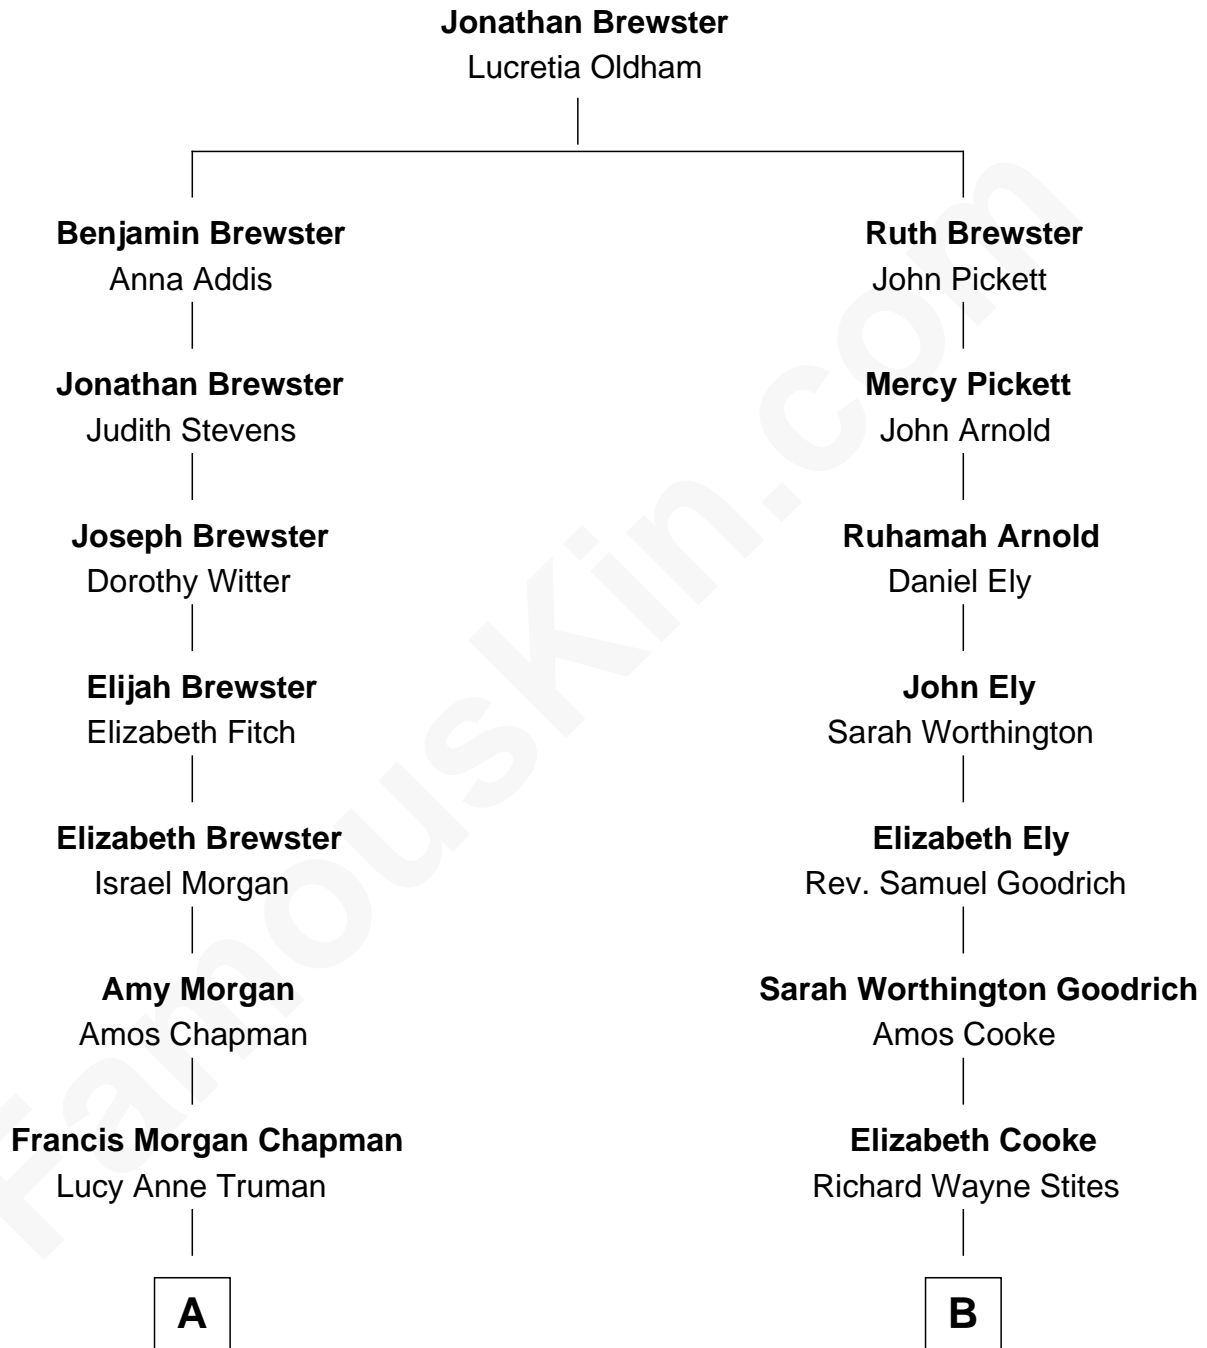 Jonathan Brewster
Lucretia Oldham
Benjamin Brewster
Anna Addis
Jonathan Brewster
Judith Stevens
Joseph Brewster
Dorothy Witter
Elijah Brewster
Elizabeth Fitch
Elizabeth Brewster
Israel Morgan
Amy Morgan
Amos Chapman
Francis Morgan Chapman
Lucy Anne Truman
A
Ruth Brewster
John Pickett
Mercy Pickett
John Arnold
Ruhamah Arnold
Daniel Ely
John Ely
Sarah Worthington
Elizabeth Ely
Rev. Samuel Goodrich
Sarah Worthington Goodrich
Amos Cooke
Elizabeth Cooke
Richard Wayne Stites
B
FamousKin.com